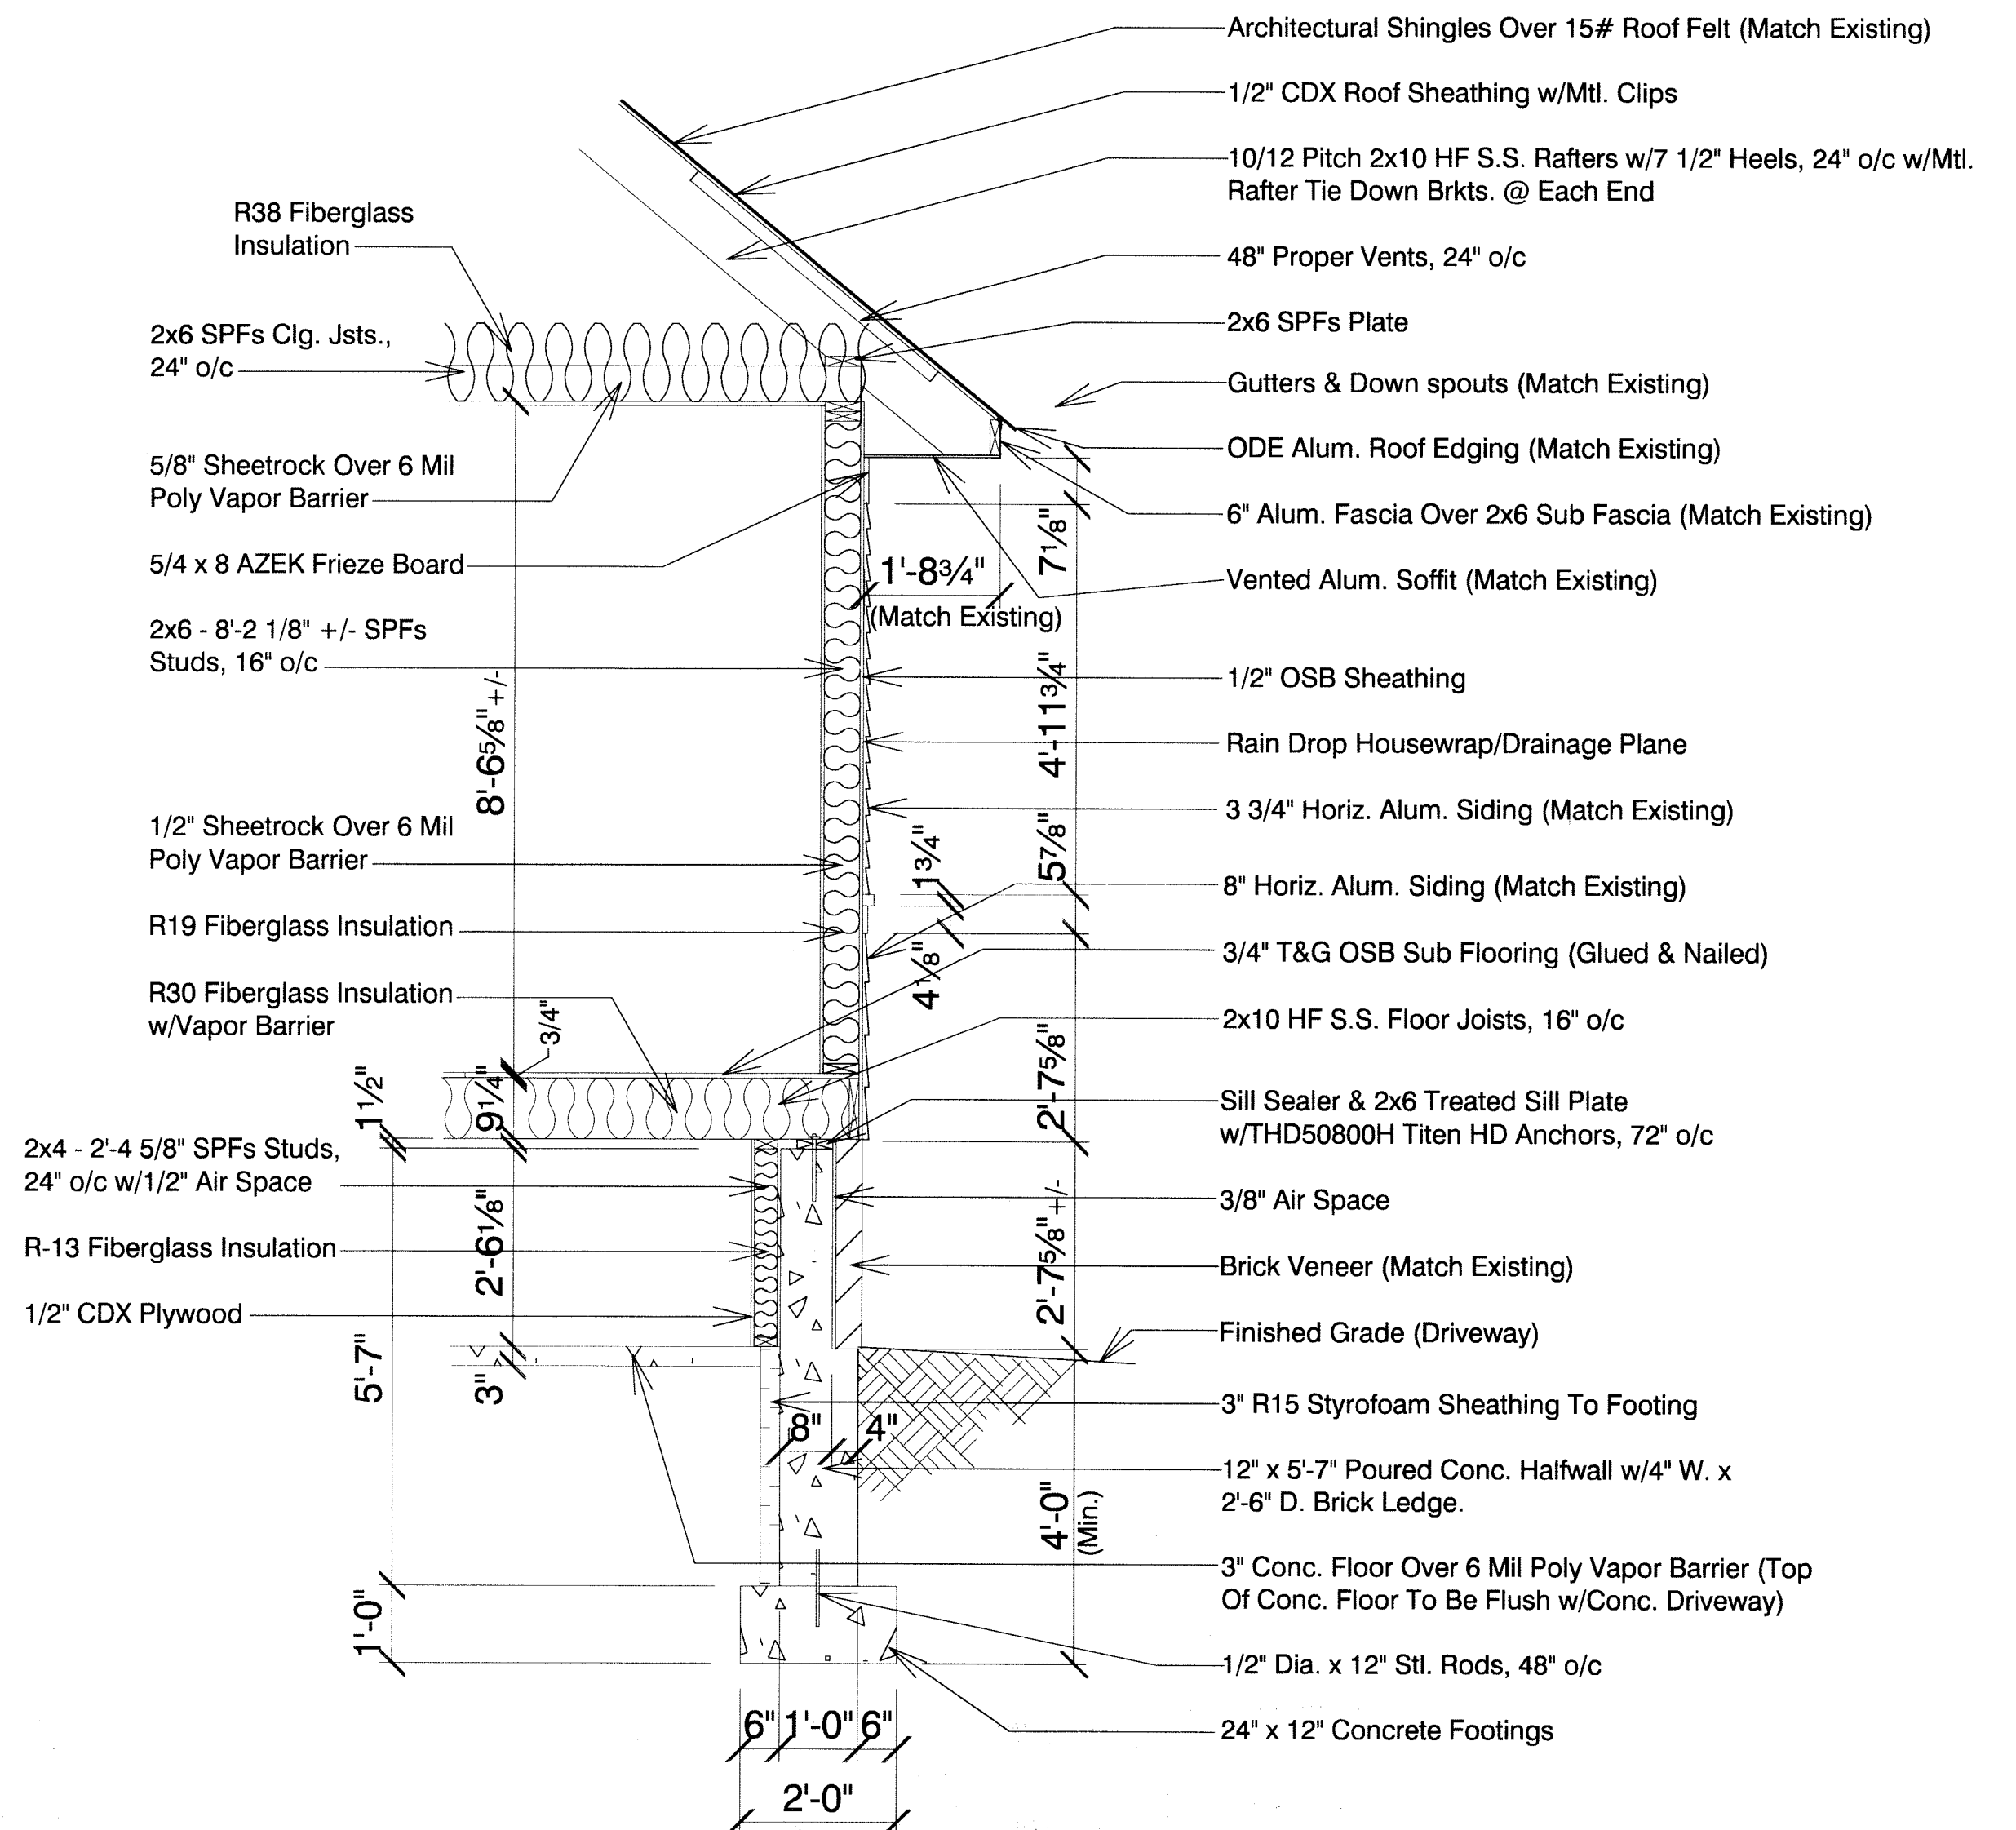 Architectural Shingles Over 15# Roof Felt (Match Existing)
1/2" CDX Roof Sheathing w/Mtl. Clips
10/12 Pitch 2x10 HF S.S. Rafters w/7 1/2" Heels, 24" o/c w/Mtl.
Rafter Tie Down Brkts. @ Each End
48" Proper Vents, 24" o/c
2x6 SPFs Plate
Gutters & Down spouts (Match Existing)
ODE Alum. Roof Edging (Match Existing)
6" Alum. Fascia Over 2x6 Sub Fascia (Match Existing)
Vented Alum. Soffit (Match Existing)
1/2" OSB Sheathing
Rain Drop Housewrap/Drainage Plane
3 3/4" Horiz. Alum. Siding (Match Existing)
8" Horiz. Alum. Siding (Match Existing)
3/4" T&G OSB Sub Flooring (Glued & Nailed)
2x10 HF S.S. Floor Joists, 16" o/c
Sill Sealer & 2x6 Treated Sill Plate
w/THD50800H Titen HD Anchors, 72" o/c
3/8" Air Space
Brick Veneer (Match Existing)
Finished Grade (Driveway)
3" R15 Styrofoam Sheathing To Footing
12" x 5'-7" Poured Conc. Halfwall w/4" W. x
2'-6" D. Brick Ledge.
3" Conc. Floor Over 6 Mil Poly Vapor Barrier (Top
Of Conc. Floor To Be Flush w/Conc. Driveway)
1/2" Dia. x 12" Stl. Rods, 48" o/c
24" x 12" Concrete Footings
R38 Fiberglass
Insulation
2x6 SPFs Clg. Jsts.,
24" o/c
5/8" Sheetrock Over 6 Mil
Poly Vapor Barrier
5/4 x 8 AZEK Frieze Board
2x6 - 8'-2 1/8" +/- SPFs
Studs, 16" o/c
1/2" Sheetrock Over 6 Mil
Poly Vapor Barrier
R19 Fiberglass Insulation
R30 Fiberglass Insulation
w/Vapor Barrier
2x4 - 2'-4 5/8" SPFs Studs,
24" o/c w/1/2" Air Space
R-13 Fiberglass Insulation
1/2" CDX Plywood
8'-6 5/8" +/-
3/4"
9 1/4"
1 1/2"
2'-6 1/8"
3"
5'-7"
1'-0"
1'-8 3/4"
(Match Existing)
7 1/8"
4'-11 3/4"
5 7/8"
1 3/4"
4 1/8"
2'-7 5/8"
2'-7 5/8" +/-
4'-0"
(Min.)
8"
4"
6"
1'-0"
6"
2'-0"